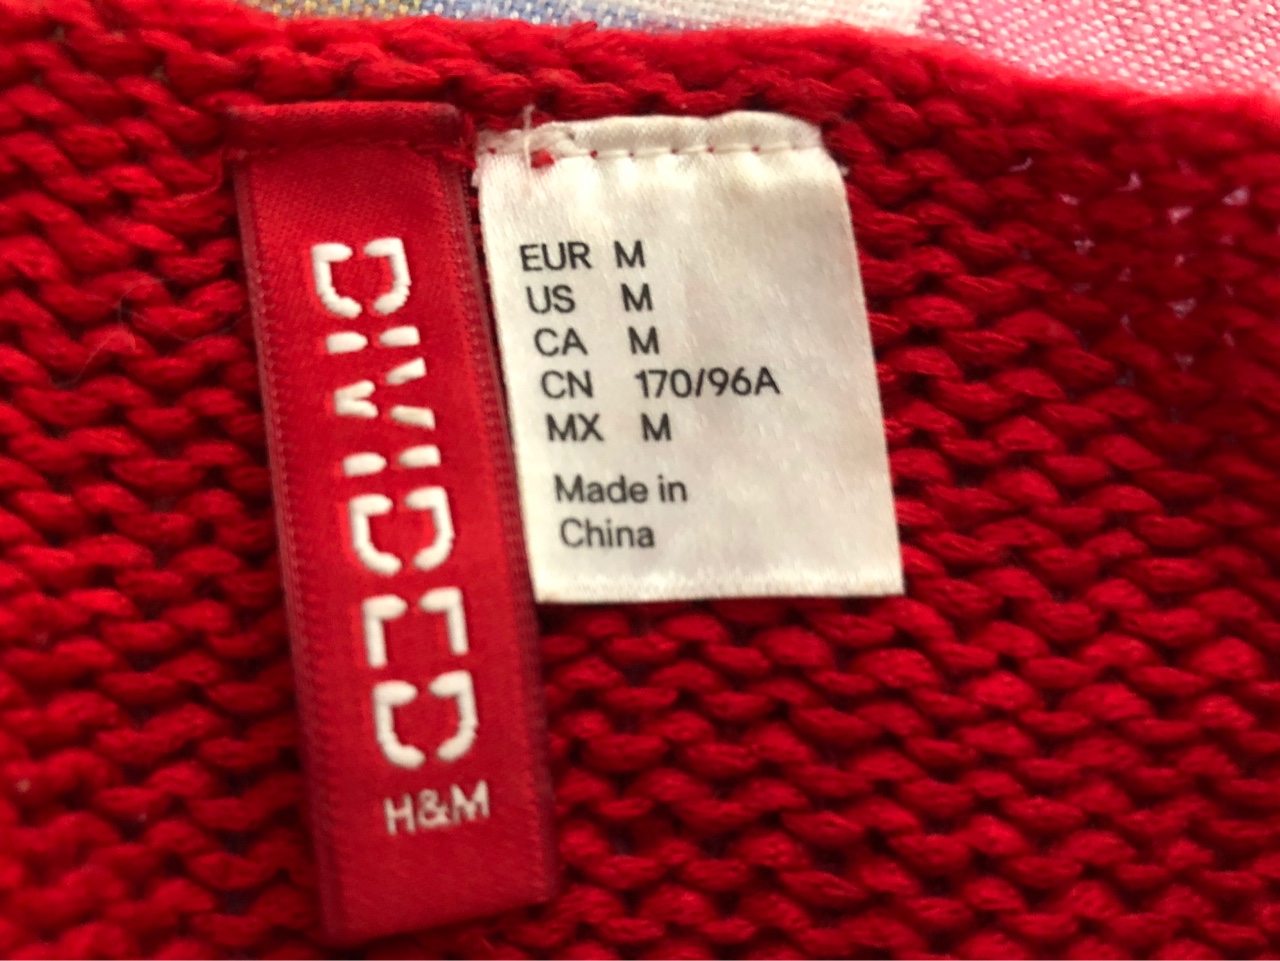 DIVIDED
H&M
EUR M
US M
CA M
CN 170/96A
MX M
Made in
China